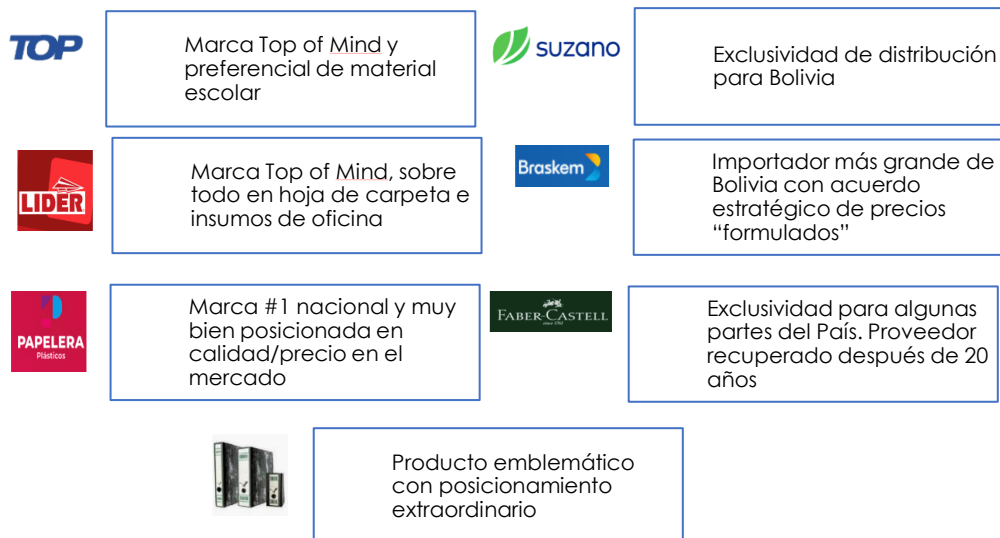 TOP
Marca Top of Mind y
preferencial de material
escolar
suzano
Exclusividad de distribución
para Bolivia
LIDER
Marca Top of Mind, sobre
todo en hoja de carpeta e
insumos de oficina
Braskem
Importador más grande de
Bolivia con acuerdo
estratégico de precios
“formulados”
PAPELERA
Plásticos
Marca #1 nacional y muy
bien posicionada en
calidad/precio en el
mercado
FABER-CASTELL
since 1761
Exclusividad para algunas
partes del País. Proveedor
recuperado después de 20
años
Producto emblemático
con posicionamiento
extraordinario